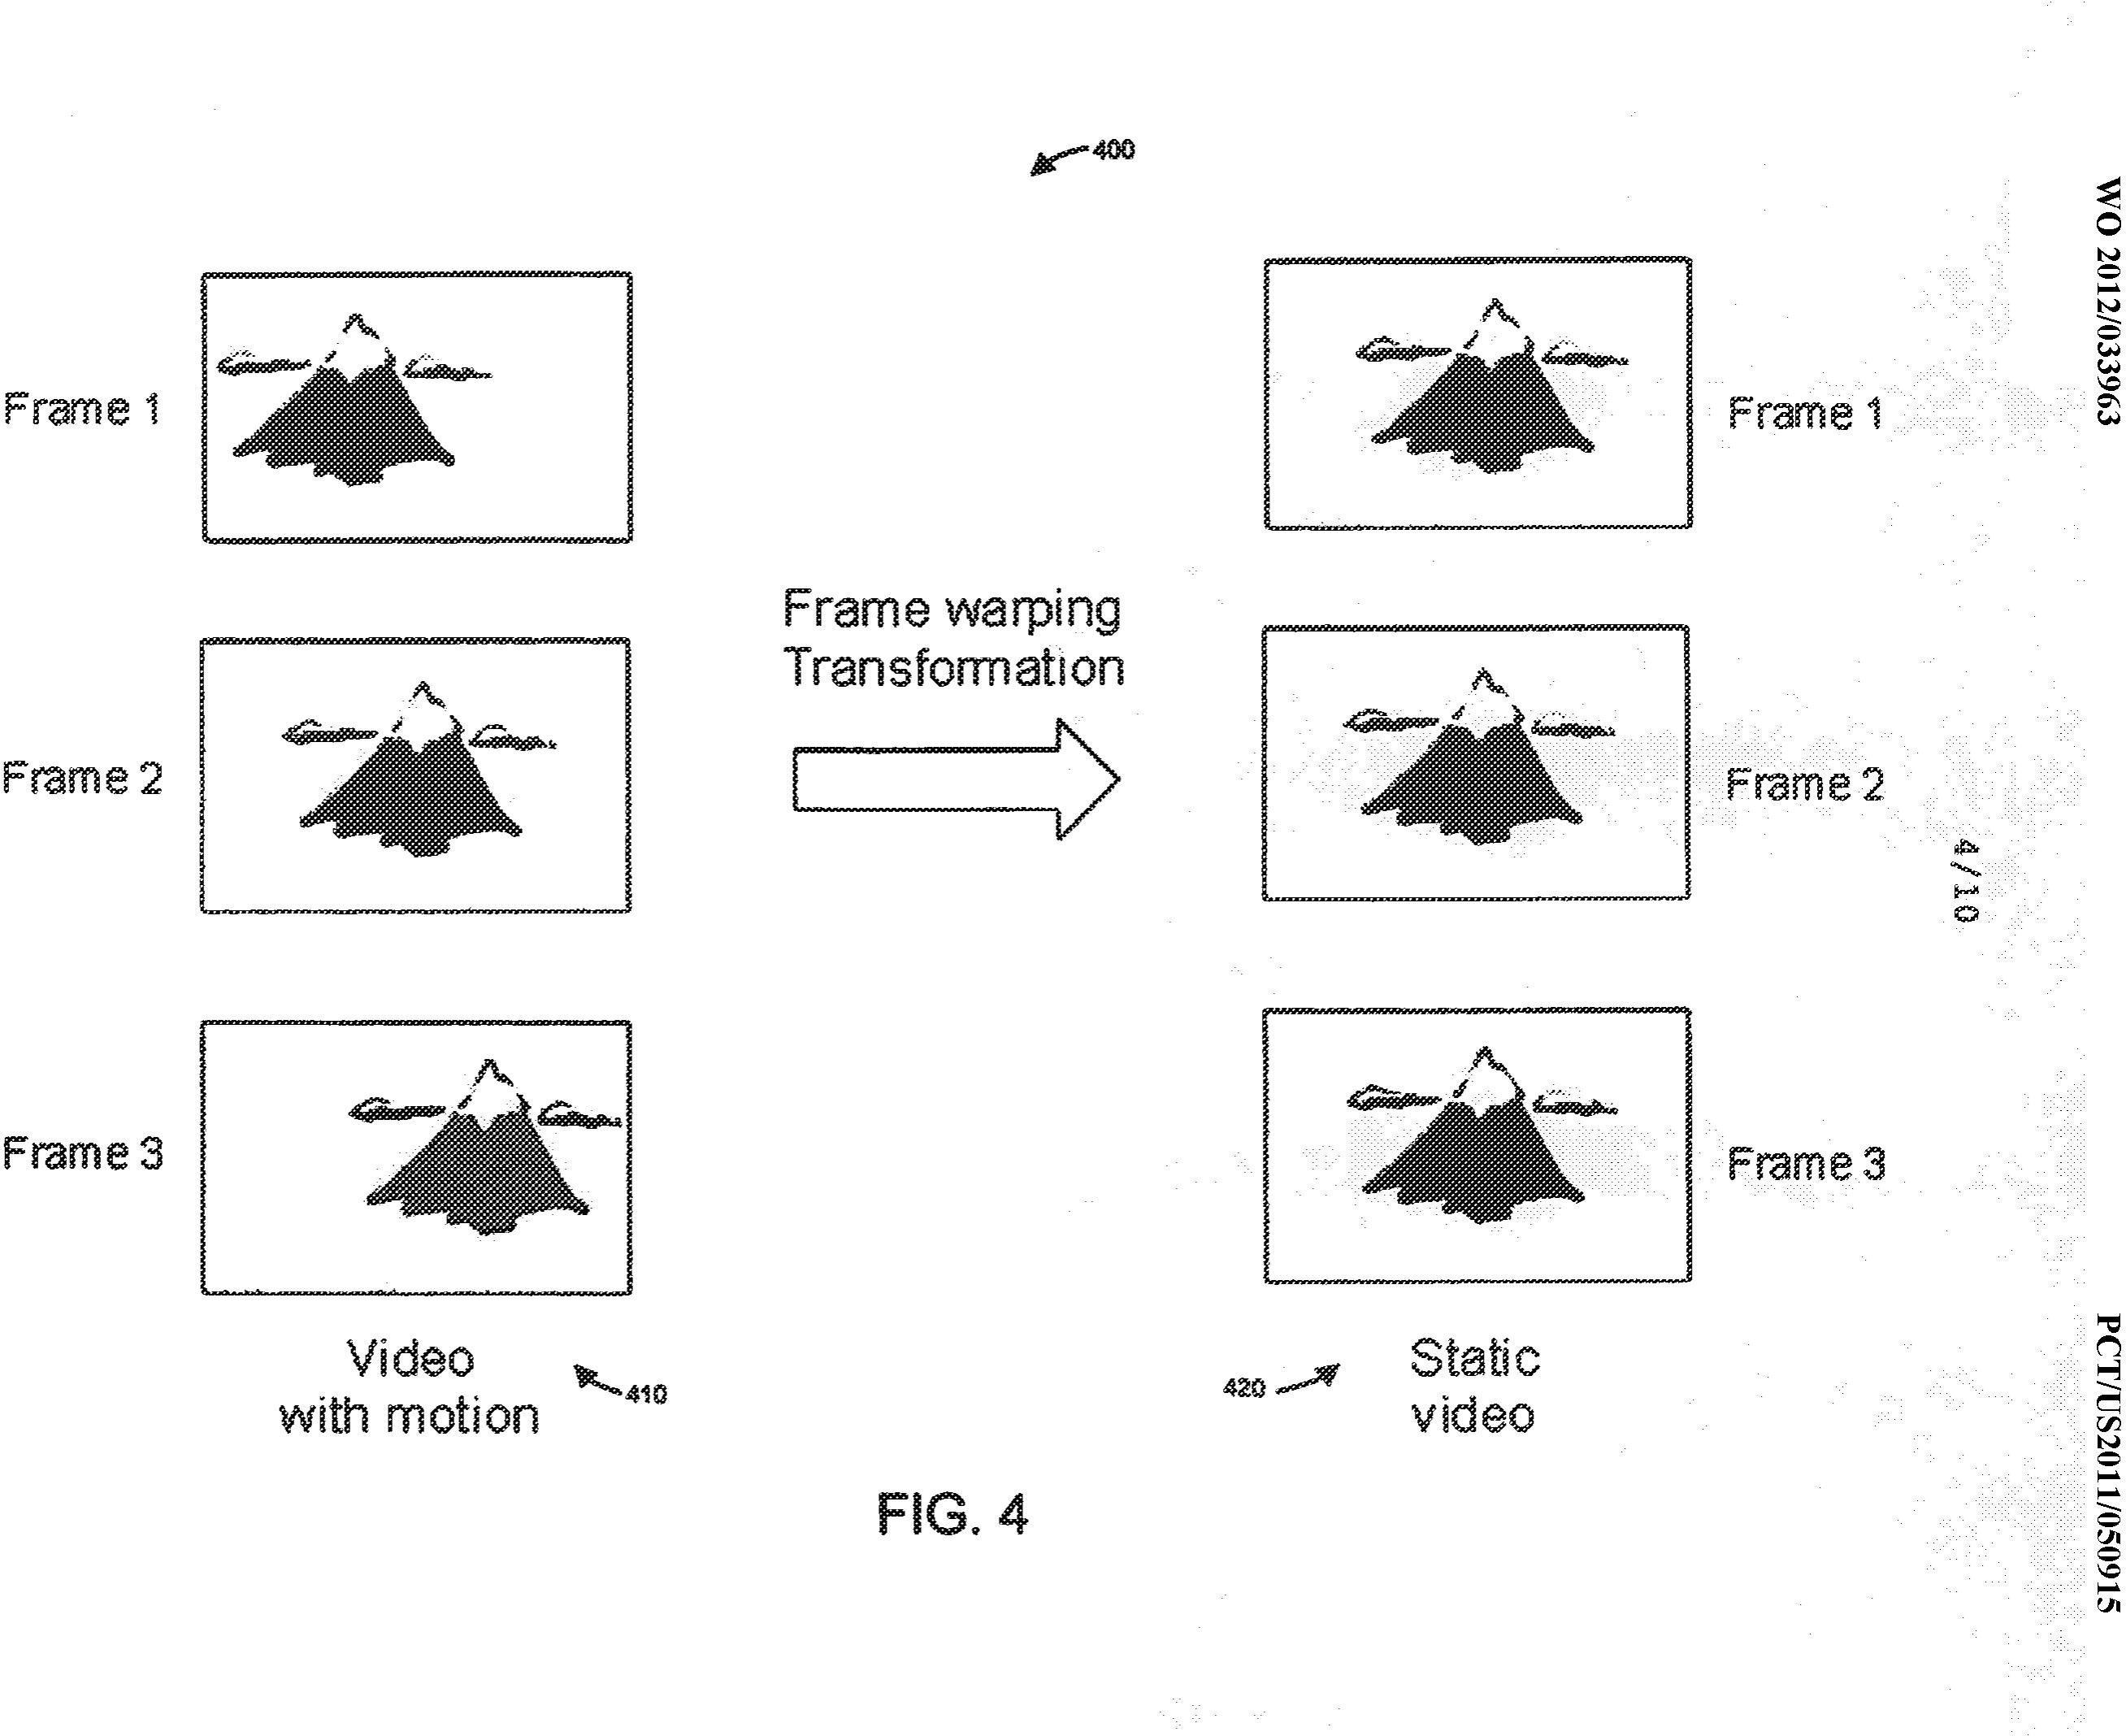 400
Frame 1
Frame 1
Frame warping
Transformation
Frame 2
Frame 2
Frame 3
Frame 3
Video
with motion
410
420
Static
video
FIG. 4
WO 2012/033963
4/10
PCT/US2011/050915